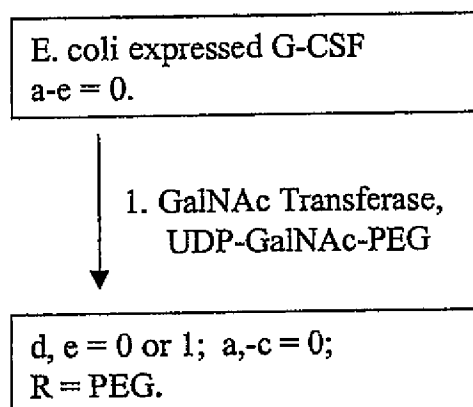 E. coli expressed G-CSF
a-e = 0.
1. GalNAc Transferase,
UDP-GalNAc-PEG
d, e = 0 or 1; a,-c = 0;
R = PEG.